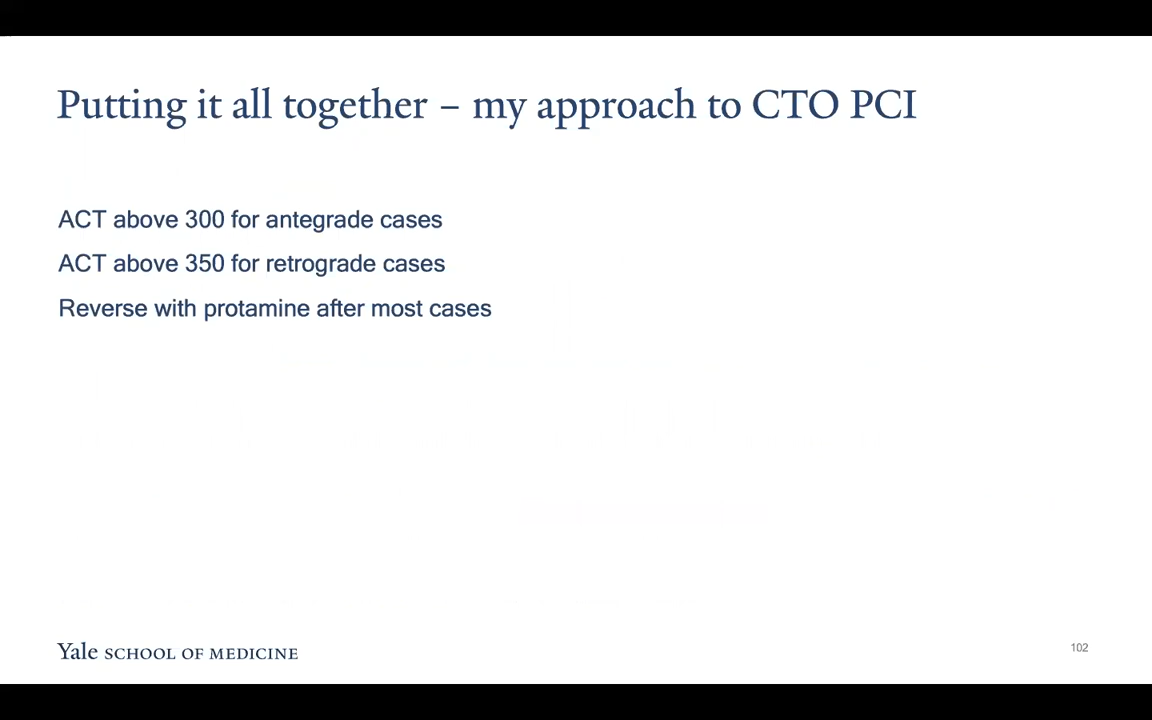 Putting it all together – my approach to CTO PCI
ACT above 300 for antegrade cases
ACT above 350 for retrograde cases
Reverse with protamine after most cases
Yale SCHOOL OF MEDICINE
102